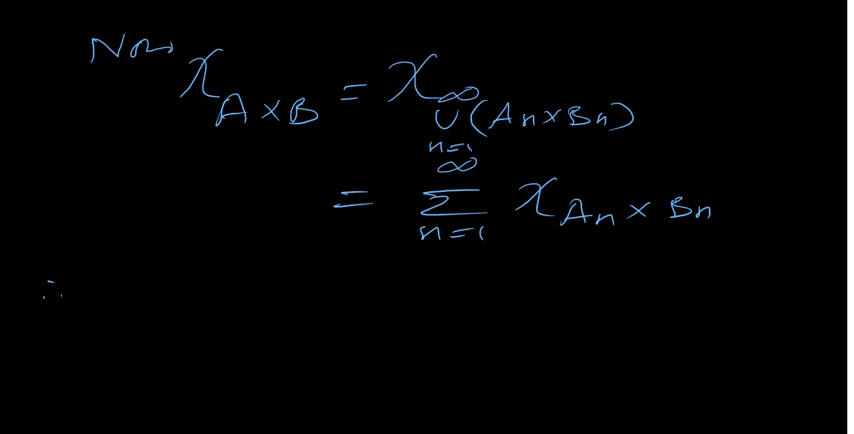 Now χ_{A×B} = χ_{∞ ∪ n=1 (An×Bn)}
= ∞ Σ n=1 χ_{An×Bn}
∴